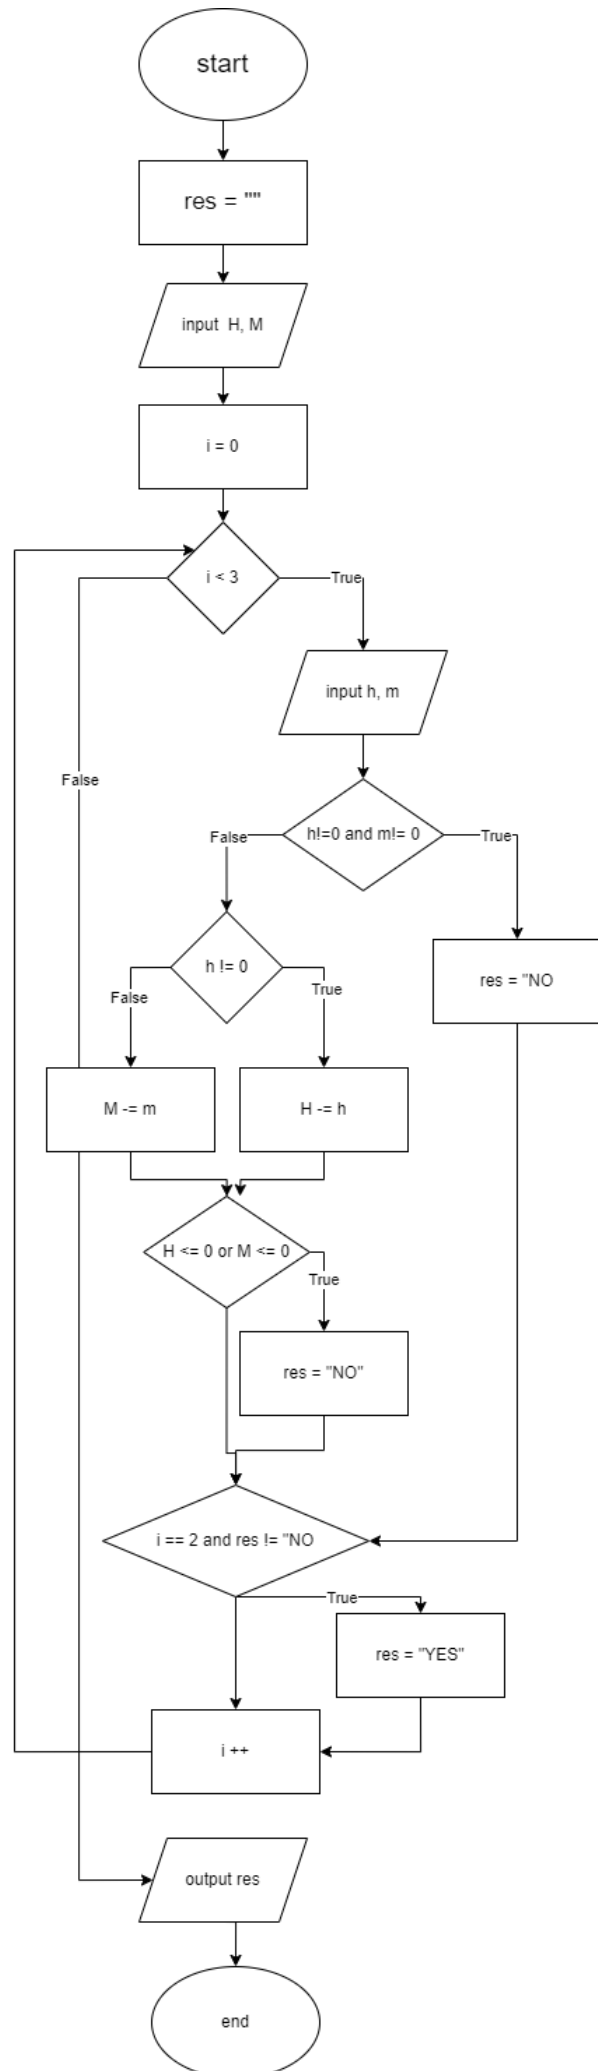 start
res = ""
input H, M
i = 0
i < 3
True
input h, m
False
h!=0 and m!= 0
False
True
h != 0
res = "NO
False
True
M -= m
H -= h
H <= 0 or M <= 0
True
res = "NO"
i == 2 and res != "NO
True
res = "YES"
i ++
output res
end